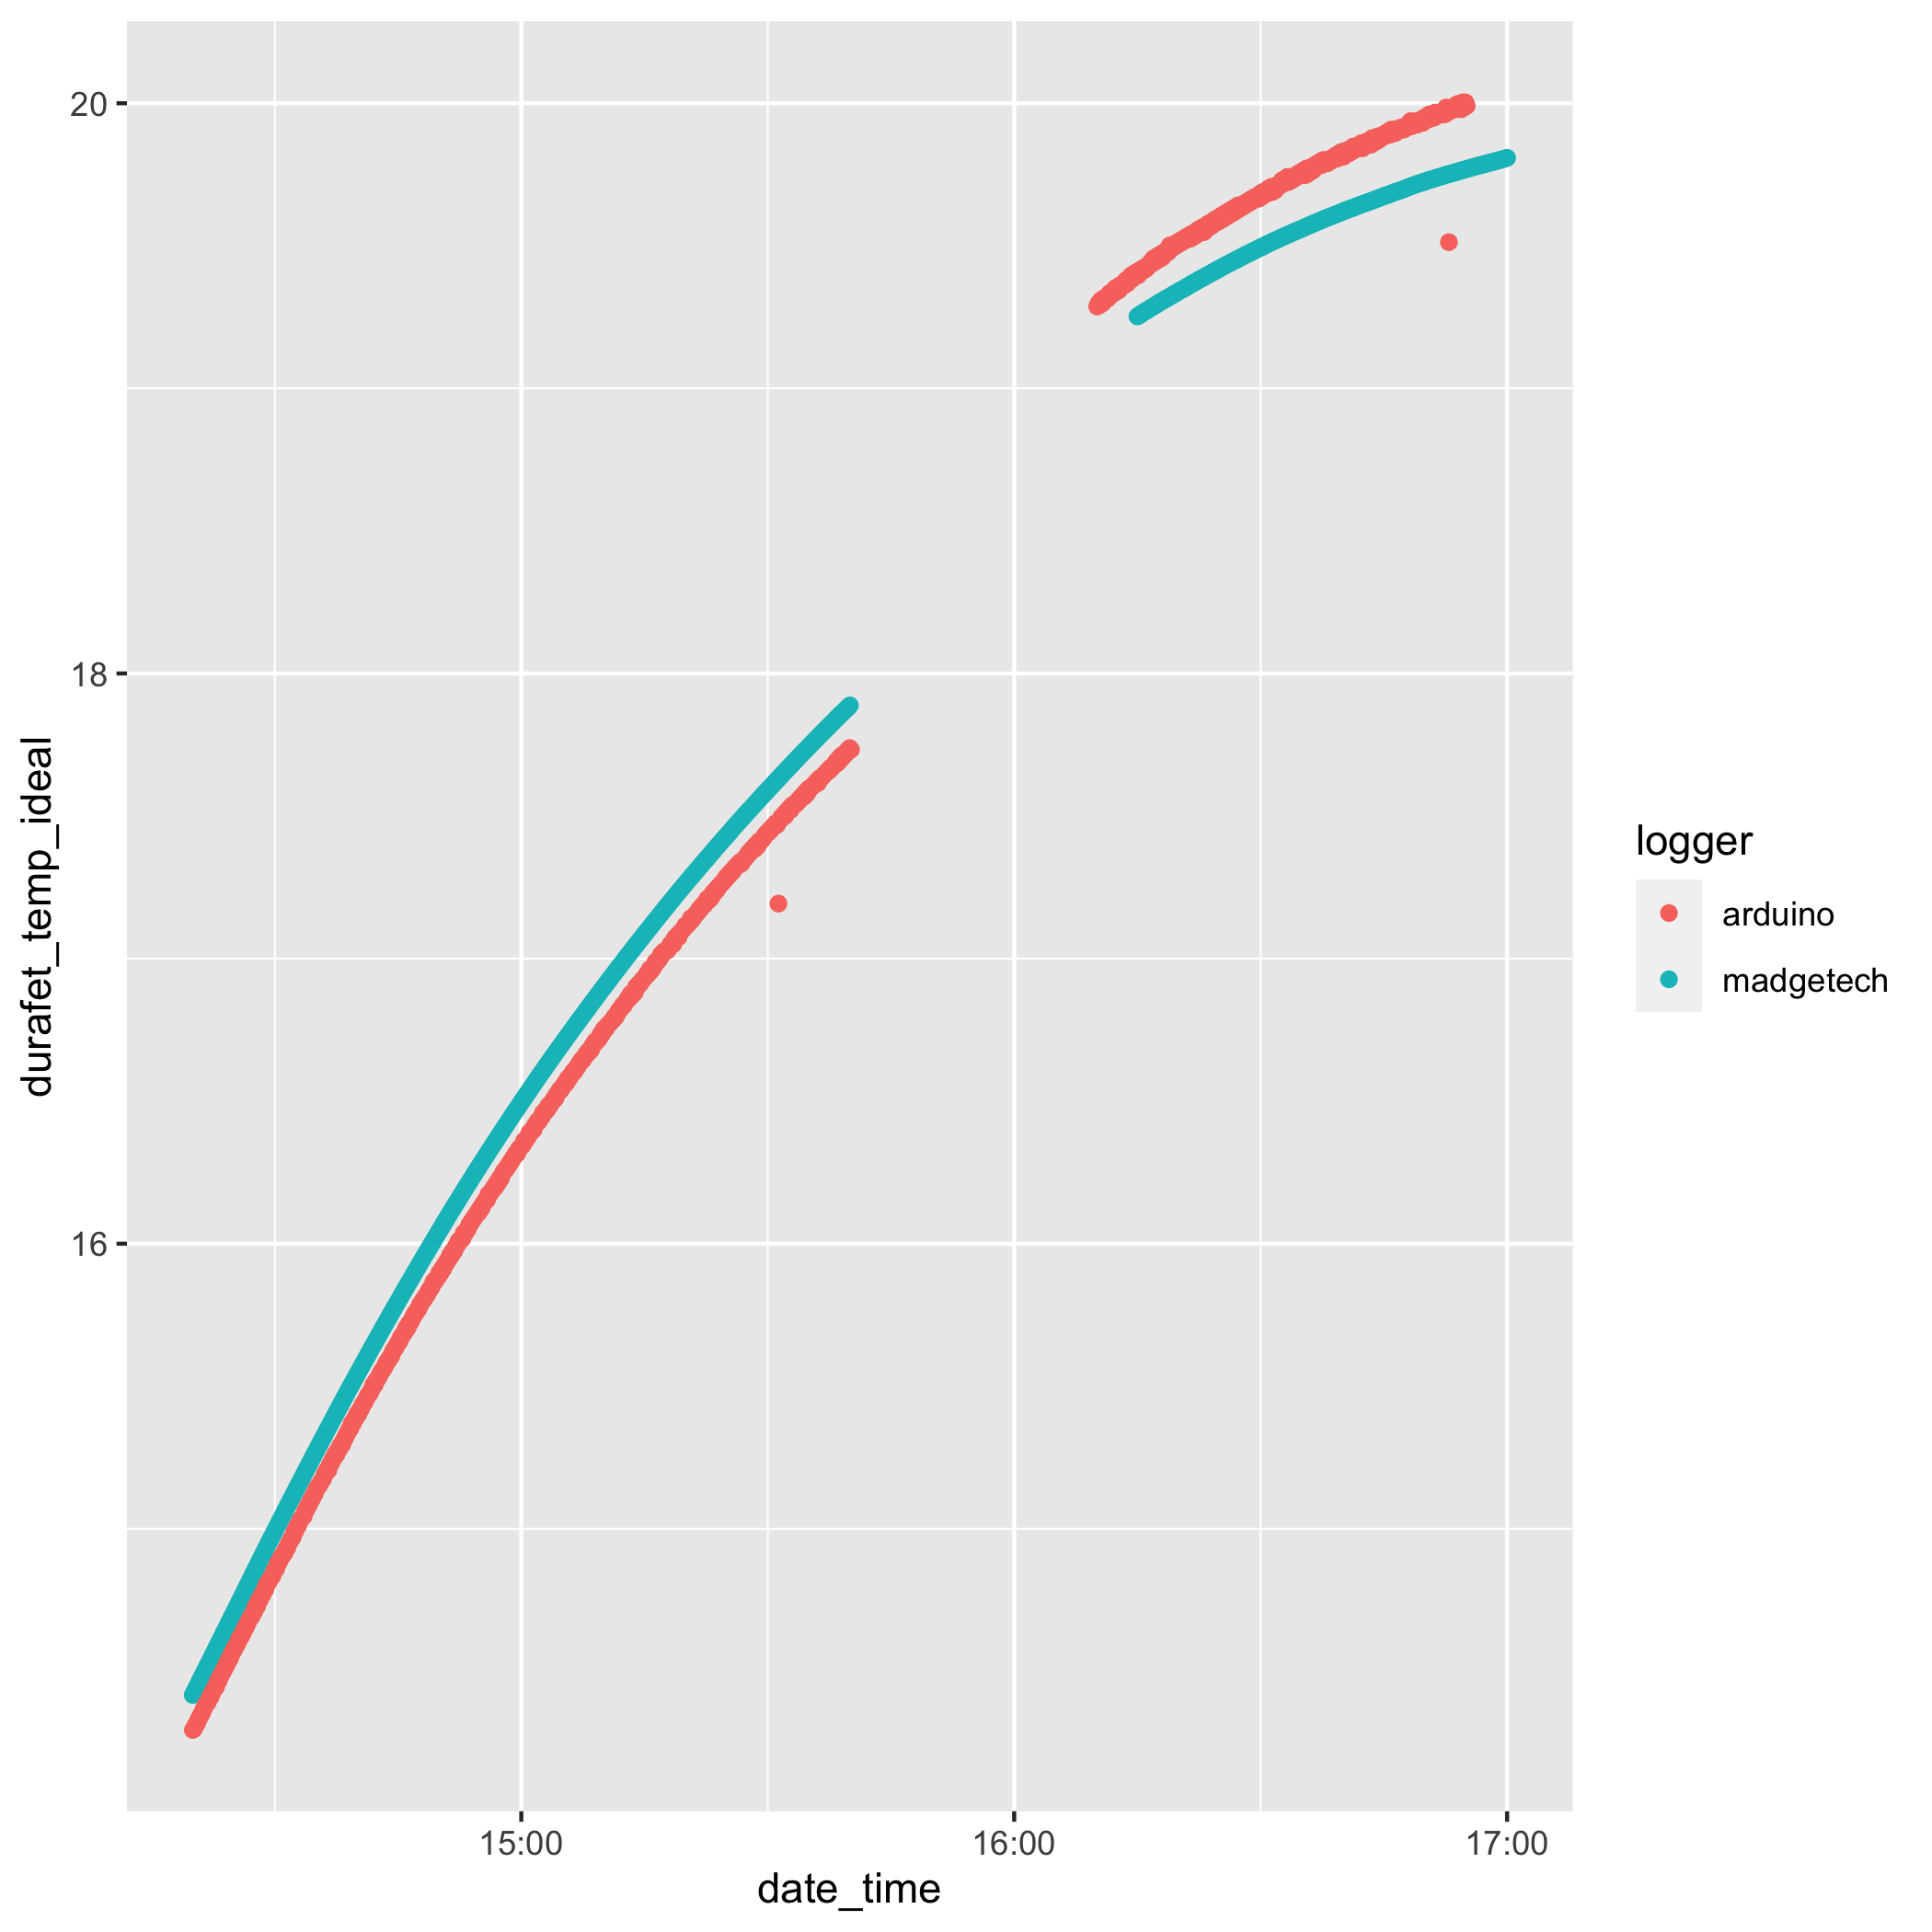 20
18
16
durafet_temp_ideal
15:00
16:00
17:00
date_time
logger
arduino
madgetech